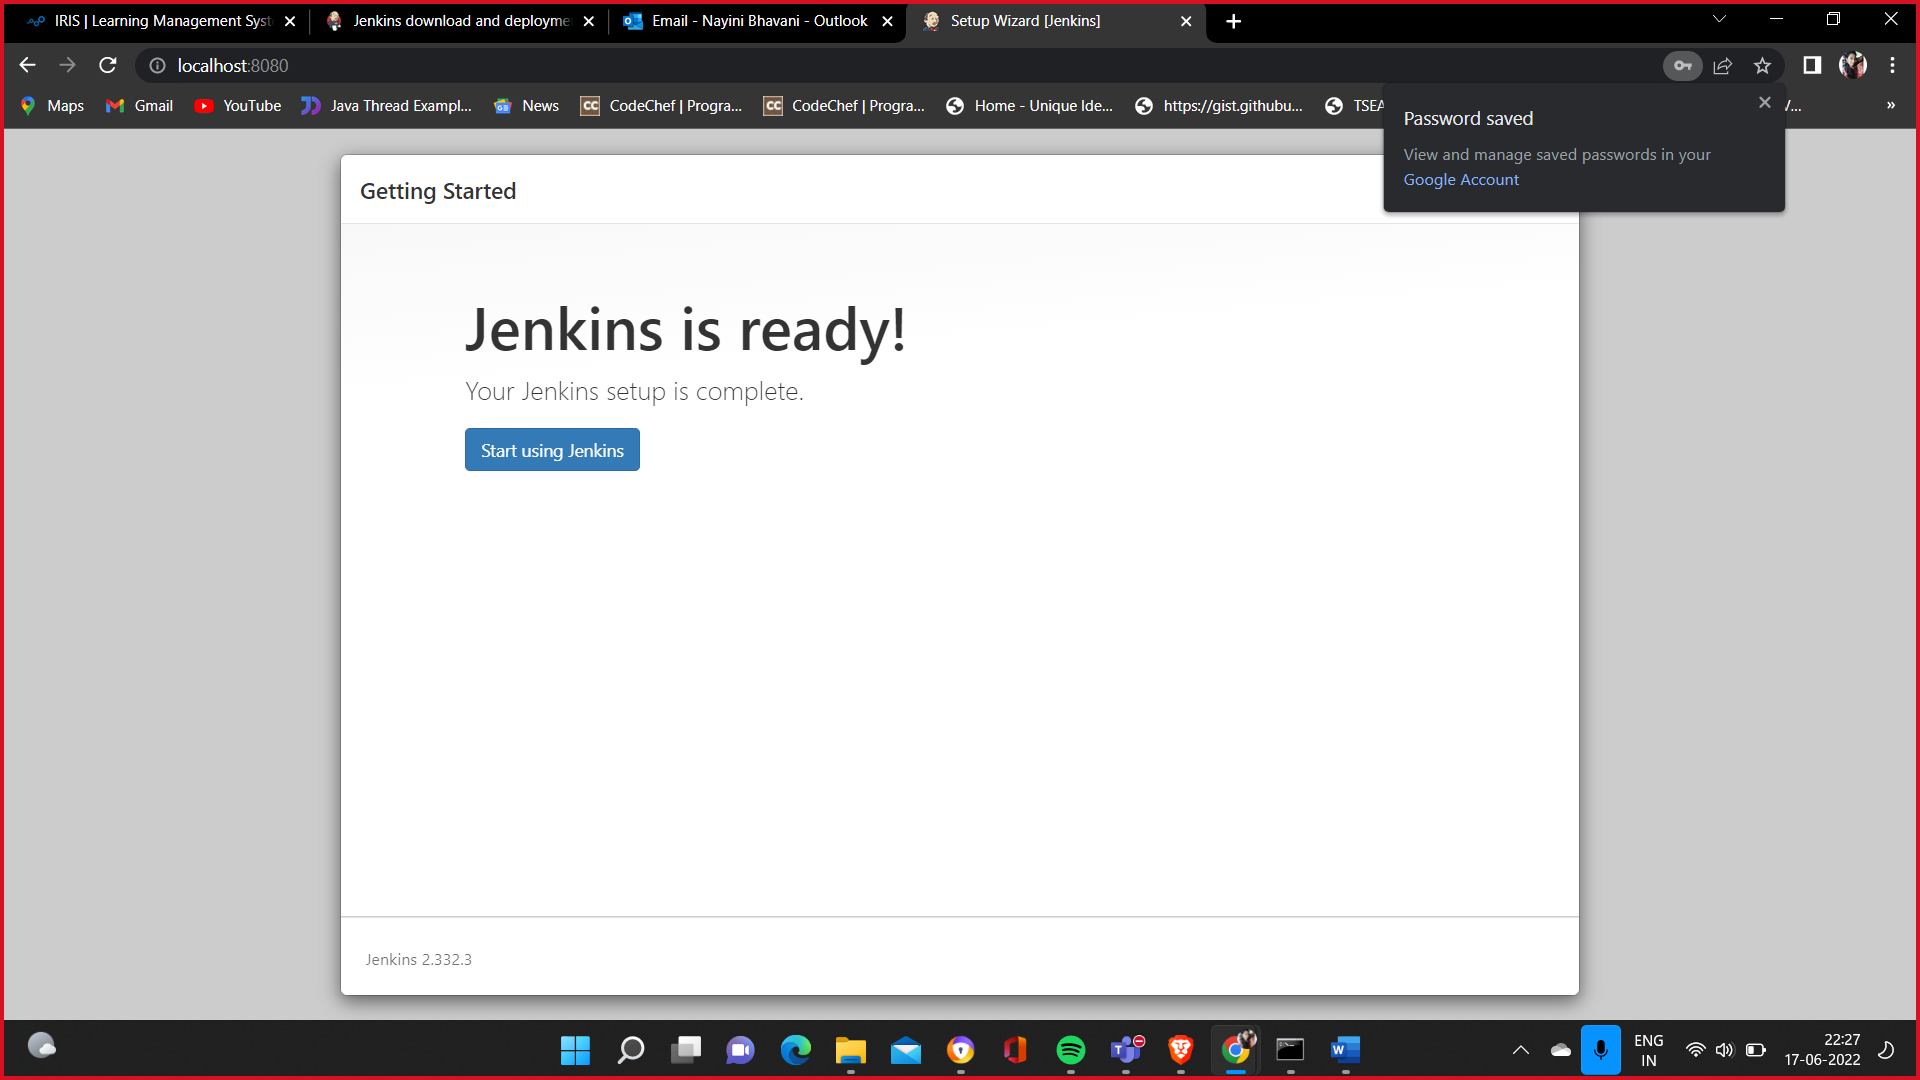 IRIS | Learning Management Syst
Jenkins download and deployme
Email - Nayini Bhavani - Outlook
Setup Wizard [Jenkins]
localhost:8080
Maps
Gmail
YouTube
Java Thread Exampl...
News
CC
CodeChef | Progra...
CC
CodeChef | Progra...
Home - Unique Ide...
https://gist.githubu...
TSEA
/...
»
Password saved
View and manage saved passwords in your
Google Account
Getting Started
Jenkins is ready!
Your Jenkins setup is complete.
Start using Jenkins
Jenkins 2.332.3
ENG
IN
22:27
17-06-2022